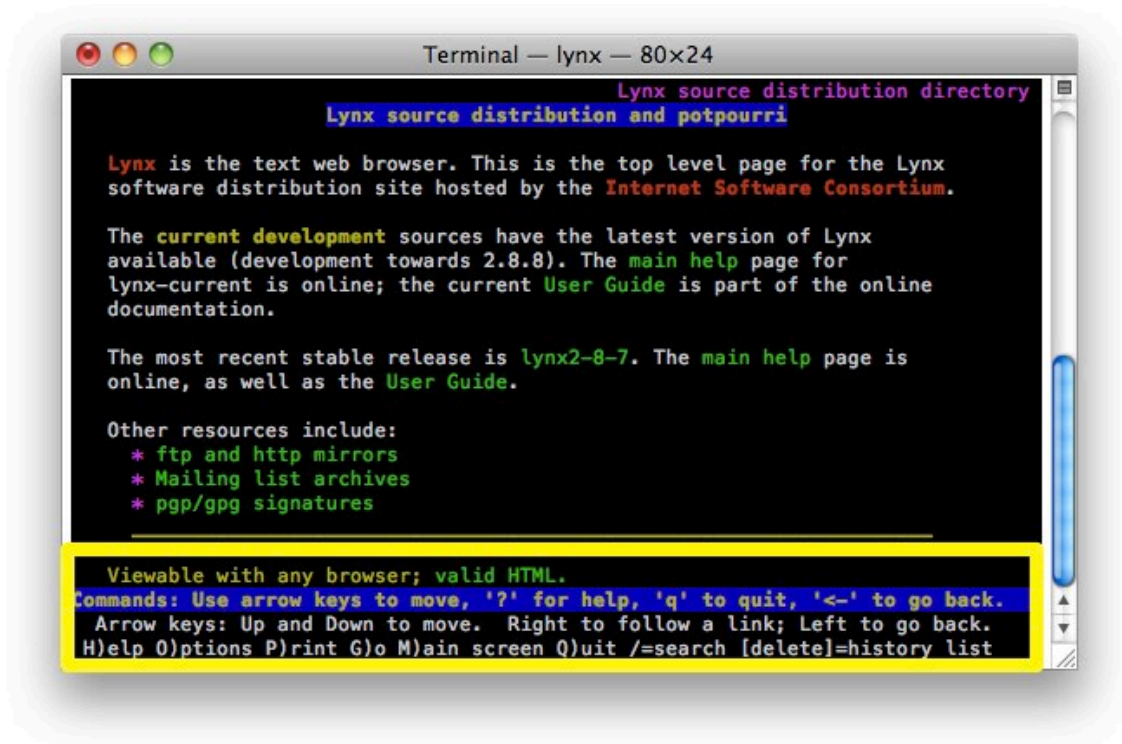 Terminal — lynx — 80×24
Lynx source distribution directory
Lynx source distribution and potpourri
Lynx is the text web browser. This is the top level page for the Lynx
software distribution site hosted by the Internet Software Consortium.
The current development sources have the latest version of Lynx
available (development towards 2.8.8). The main help page for
lynx-current is online; the current User Guide is part of the online
documentation.
The most recent stable release is lynx2-8-7. The main help page is
online, as well as the User Guide.
Other resources include:
* ftp and http mirrors
* Mailing list archives
* pgp/gpg signatures
Viewable with any browser; valid HTML.
Commands: Use arrow keys to move, '?' for help, 'q' to quit, '<-' to go back.
Arrow keys: Up and Down to move. Right to follow a link; Left to go back.
H)elp O)ptions P)rint G)o M)ain screen Q)uit /=search [delete]=history list